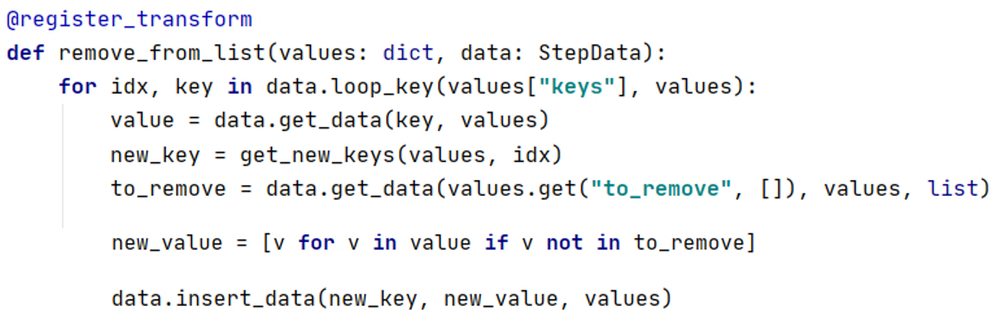 @register_transform
def remove_from_list(values: dict, data: StepData):
    for idx, key in data.loop_key(values["keys"], values):
        value = data.get_data(key, values)
        new_key = get_new_keys(values, idx)
        to_remove = data.get_data(values.get("to_remove", []), values, list)
        new_value = [v for v in value if v not in to_remove]
        data.insert_data(new_key, new_value, values)